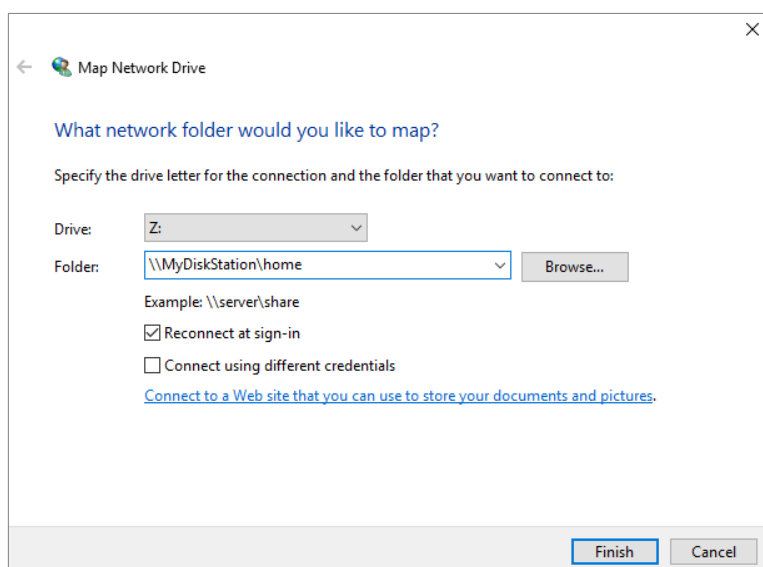 Map Network Drive
What network folder would you like to map?
Specify the drive letter for the connection and the folder that you want to connect to:
Drive: Z:
Folder: \\MyDiskStation\home Browse...
Example: \\server\share
Reconnect at sign-in
Connect using different credentials
Connect to a Web site that you can use to store your documents and pictures.
Finish Cancel